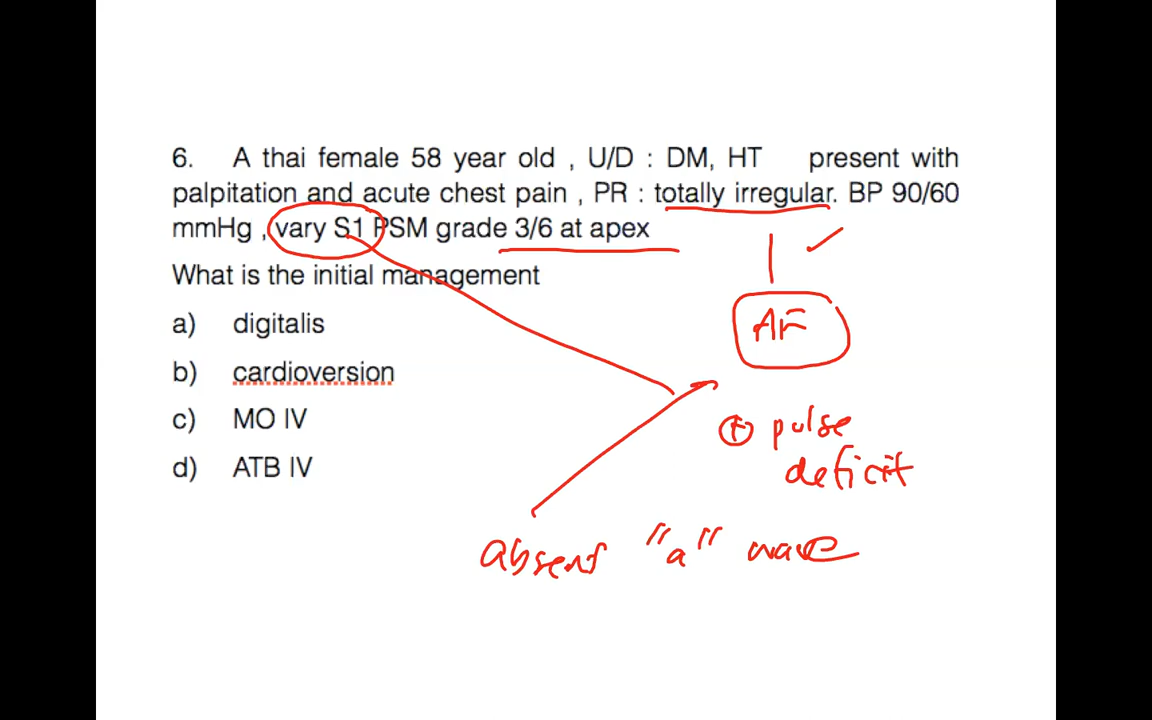 6. A thai female 58 year old , U/D : DM, HT present with
palpitation and acute chest pain , PR : totally irregular. BP 90/60
mmHg , vary S1 PSM grade 3/6 at apex
What is the initial management
a) digitalis
b) cardioversion
c) MO IV
d) ATB IV
AF
⊕ pulse
deficit
absent "a" wave